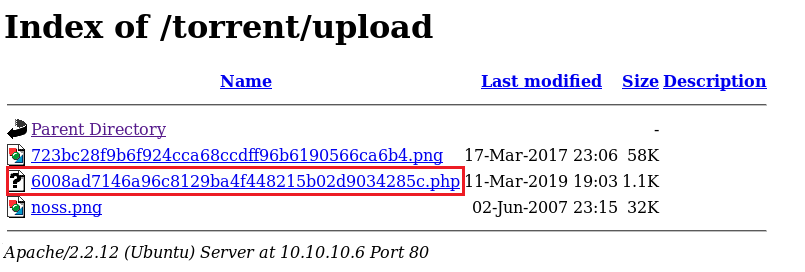 Index of /torrent/upload
Name Last modified Size Description
Parent Directory -
723bc28f9b6f924cca68ccdff96b6190566ca6b4.png 17-Mar-2017 23:06 58K
6008ad7146a96c8129ba4f448215b02d9034285c.php 11-Mar-2019 19:03 1.1K
noss.png 02-Jun-2007 23:15 32K
Apache/2.2.12 (Ubuntu) Server at 10.10.10.6 Port 80